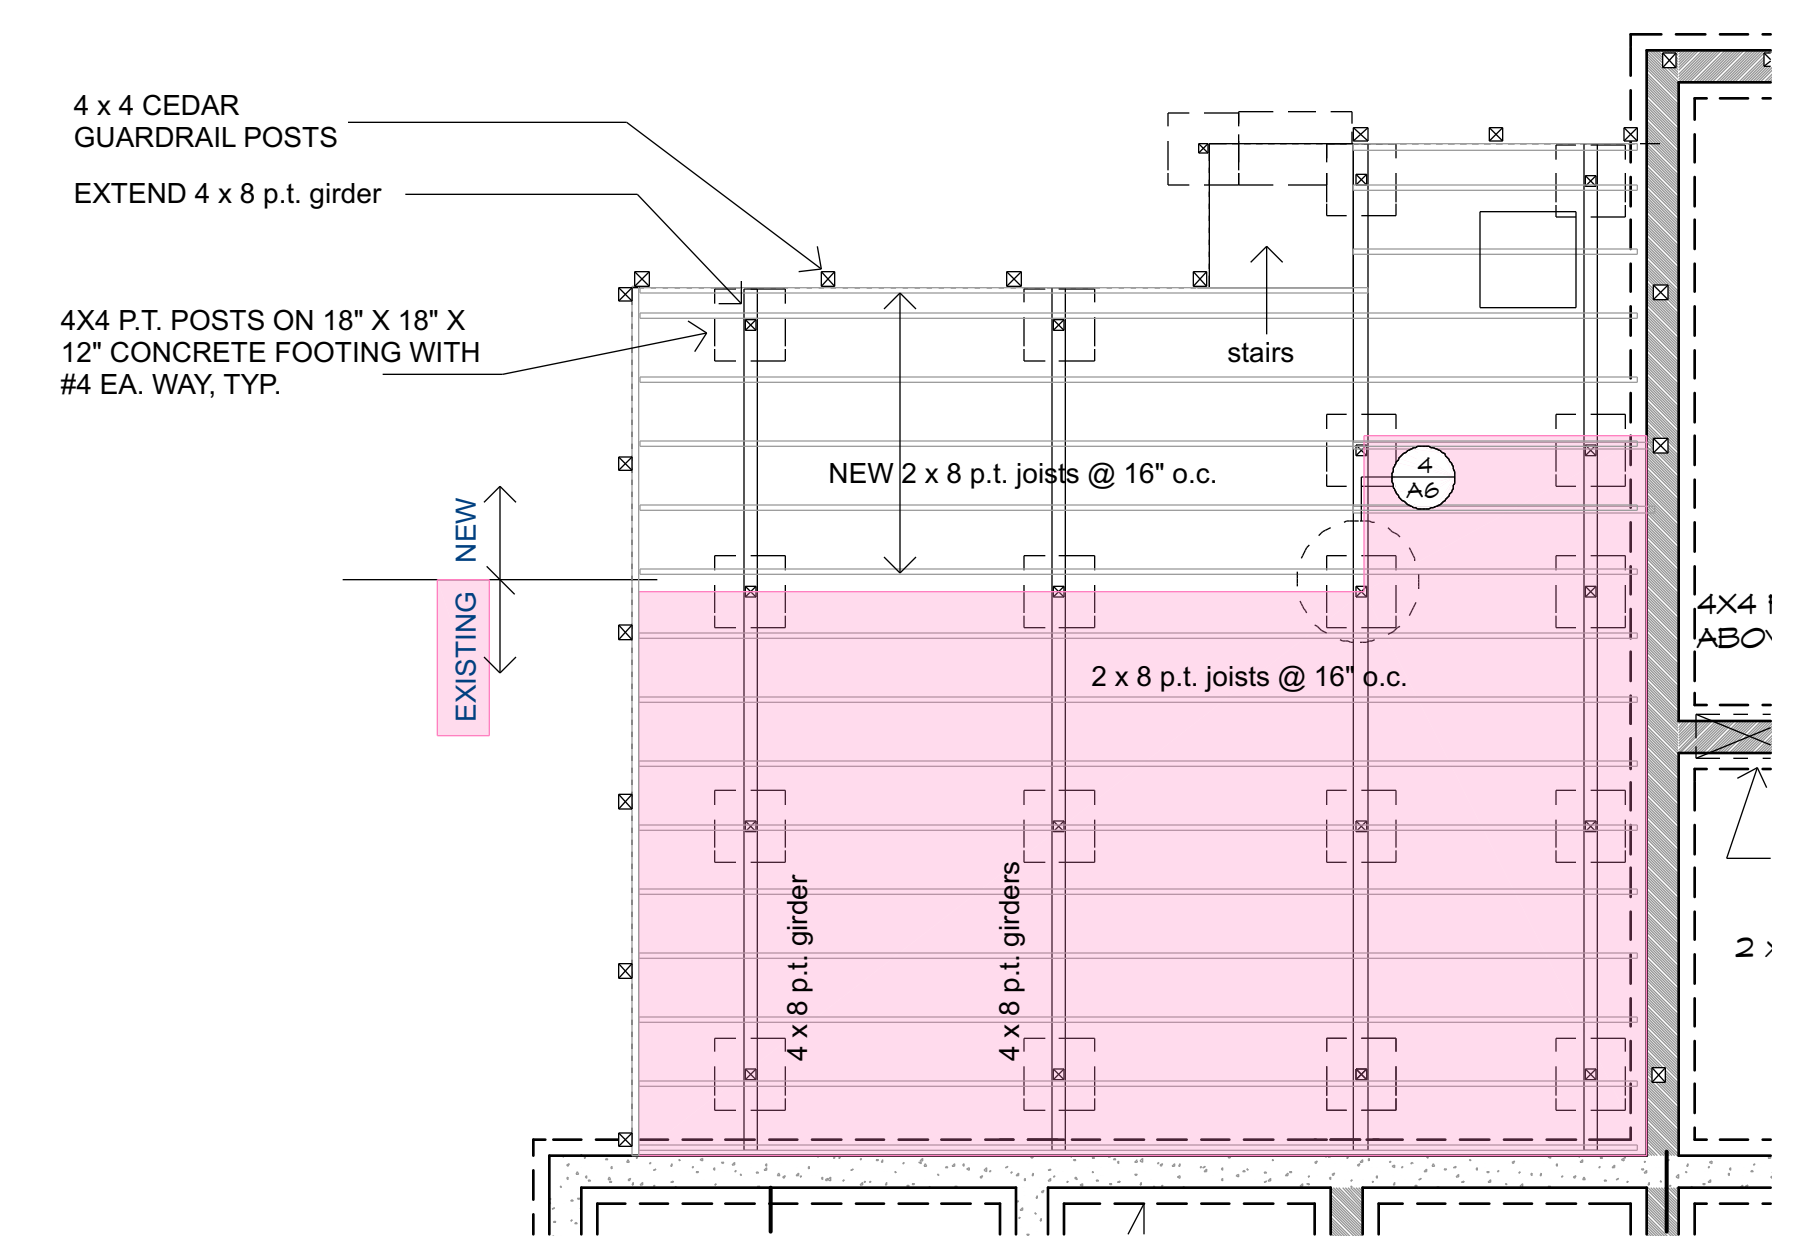 4 x 4 CEDAR
GUARDRAIL POSTS
EXTEND 4 x 8 p.t. girder
4X4 P.T. POSTS ON 18" X 18" X
12" CONCRETE FOOTING WITH
#4 EA. WAY, TYP.
stairs
NEW 2 x 8 p.t. joists @ 16" o.c.
4
A6
NEW
EXISTING
2 x 8 p.t. joists @ 16" o.c.
4X4
4 x 8 p.t. girder
4 x 8 p.t. girders
2